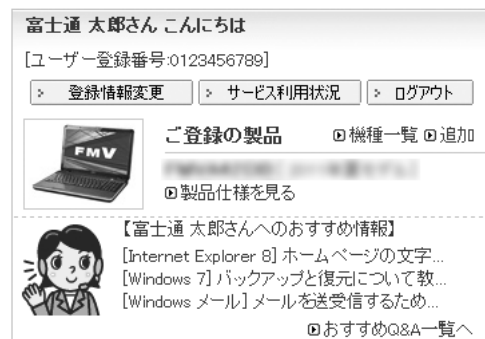 富士通 太郎さん こんにちは
[ユーザー登録番号:0123456789]
登録情報変更 サービス利用状況 ログアウト
FMV
ご登録の製品 機種一覧 追加
製品仕様を見る
【富士通 太郎さんへのおすすめ情報】
[Internet Explorer 8] ホームページの文字...
[Windows 7] バックアップと復元について教...
[Windows メール] メールを送受信するため...
おすすめQ&A一覧へ